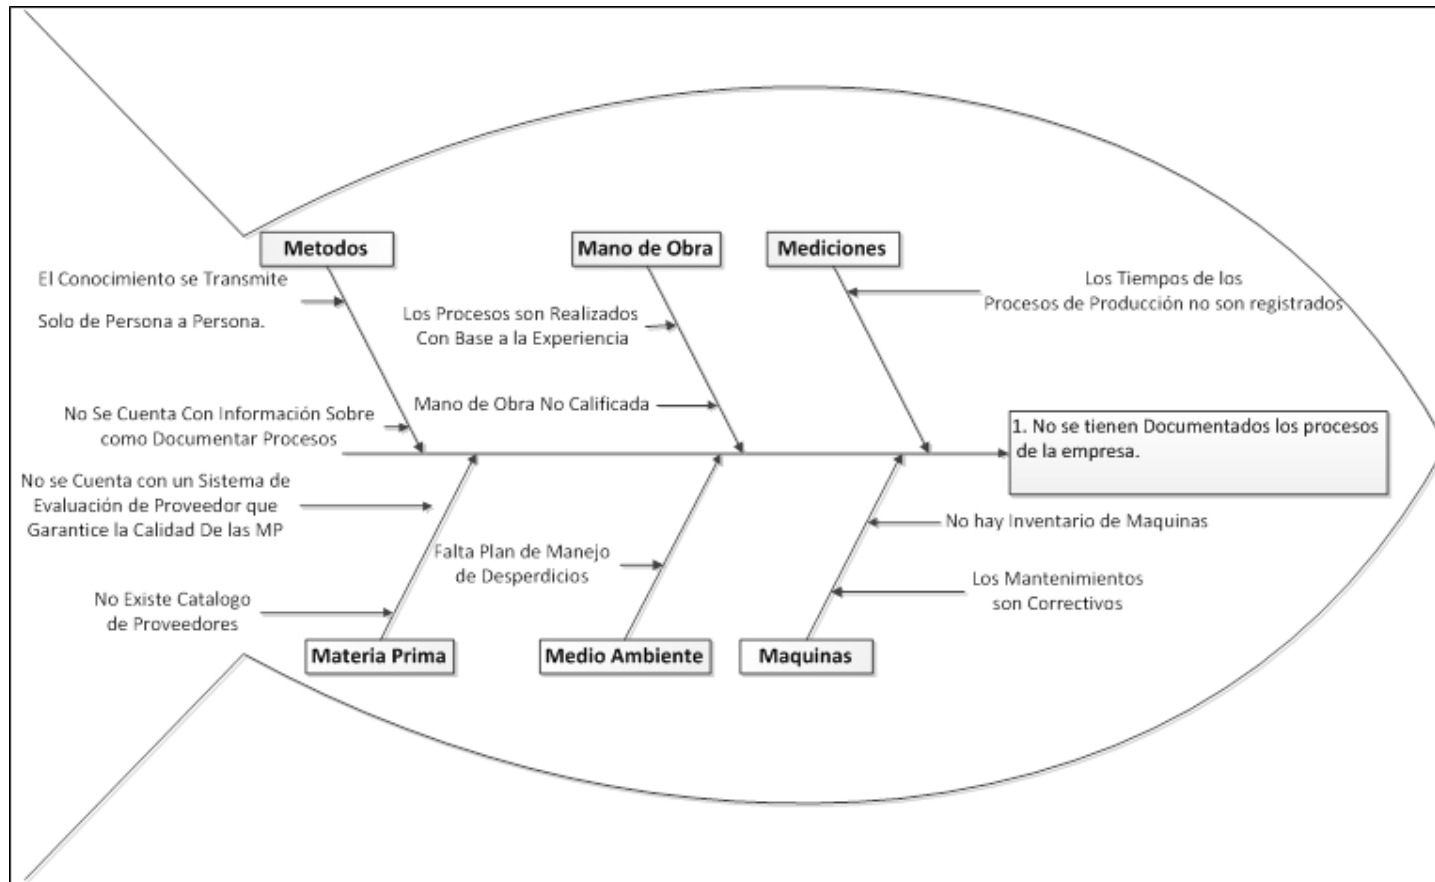 Metodos
Mano de Obra
Mediciones
El Conocimiento se Transmite
Solo de Persona a Persona.
Los Procesos son Realizados
Con Base a la Experiencia
Los Tiempos de los
Procesos de Producción no son registrados
No Se Cuenta Con Información Sobre
como Documentar Procesos
Mano de Obra No Calificada
1. No se tienen Documentados los procesos
de la empresa.
No se Cuenta con un Sistema de
Evaluación de Proveedor que
Garantice la Calidad De las MP
Falta Plan de Manejo
de Desperdicios
No hay Inventario de Maquinas
No Existe Catalogo
de Proveedores
Los Mantenimientos
son Correctivos
Materia Prima
Medio Ambiente
Maquinas